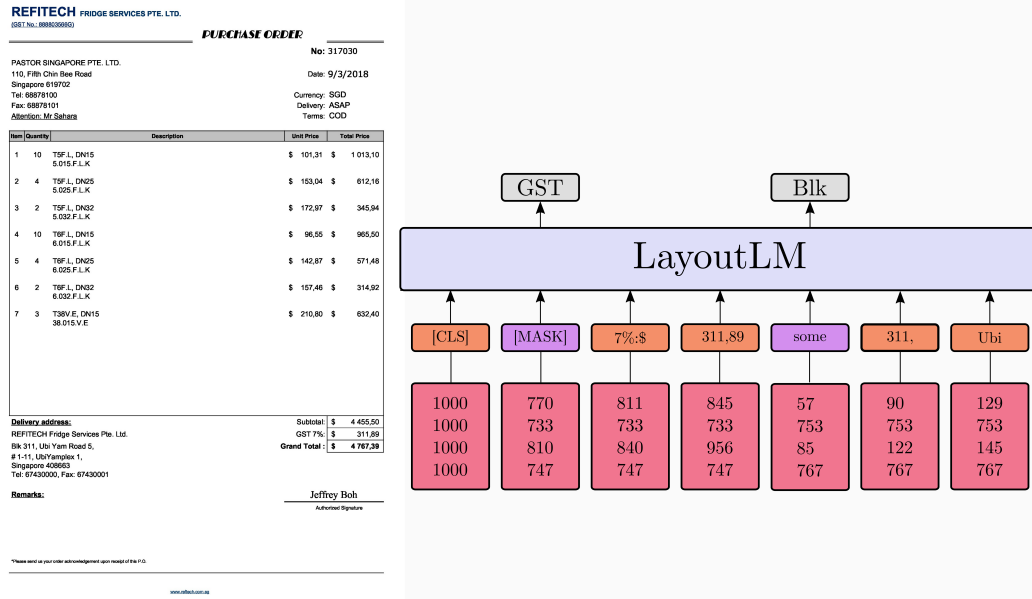 REFITECH FRIDGE SERVICES PTE. LTD.
(GST No.: 888803566G)
PURCHASE ORDER
No: 317030
PASTOR SINGAPORE PTE. LTD.
110, Fifth Chin Bee Road
Singapore 619702
Tel: 68878100
Fax: 68878101
Attention: Mr Sahara
Date: 9/3/2018
Currency: SGD
Delivery: ASAP
Terms: COD
Item Quantity Description Unit Price Total Price
1 10 T5F.L, DN15 $ 101,31 $ 1 013,10
5.015.F.L.K
2 4 T5F.L, DN25 $ 153,04 $ 612,16
5.025.F.L.K
3 2 T5F.L, DN32 $ 172,97 $ 345,94
5.032.F.L.K
4 10 T6F.L, DN15 $ 96,55 $ 965,50
6.015.F.L.K
5 4 T6F.L, DN25 $ 142,87 $ 571,48
6.025.F.L.K
6 2 T6F.L, DN32 $ 157,46 $ 314,92
6.032.F.L.K
7 3 T38V.E, DN15 $ 210,80 $ 632,40
38.015.V.E
Subtotal: $ 4 455,50
GST 7%: $ 311,89
Grand Total : $ 4 767,39
Delivery address:
REFITECH Fridge Services Pte. Ltd.
Blk 311, Ubi Yam Road 5,
# 1-11, UbiYamplex 1,
Singapore 408663
Tel: 67430000, Fax: 67430001
Remarks:
Jeffrey Boh
Authorized Signature
*Please send us your order acknowledgement upon receipt of this P.O.
www.refitech.com.sg
GST Blk
LayoutLM
[CLS] [MASK] 7%:$ 311,89 some 311, Ubi
1000 770 811 845 57 90 129
1000 733 733 733 753 753 753
1000 810 840 956 85 122 145
1000 747 747 747 767 767 767